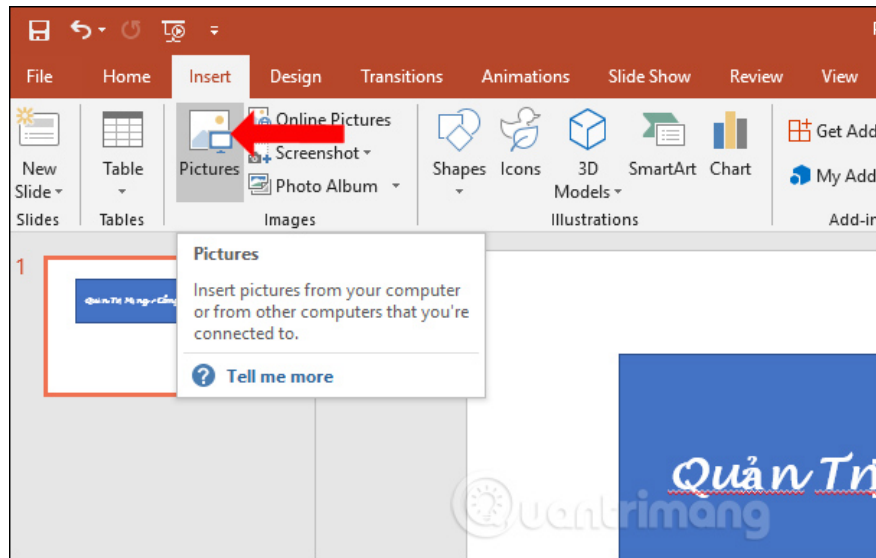 File Home Insert Design Transitions Animations Slide Show Review View
New Slide
Table
Pictures
Online Pictures
Screenshot
Photo Album
Shapes
Icons
3D Models
SmartArt
Chart
Get Add
My Add
Slides Tables Images Illustrations Add-in
Pictures
Insert pictures from your computer
or from other computers that you're
connected to.
Tell me more
1
Quản Trị
Quantrimang